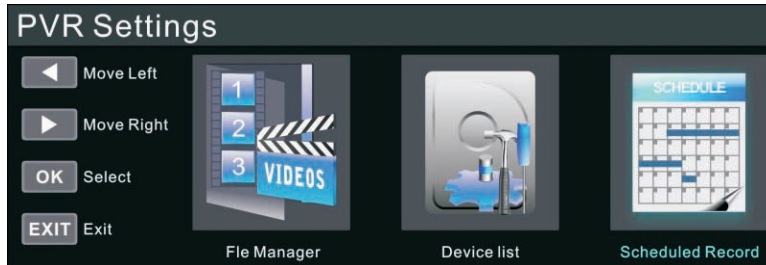 PVR Settings
Move Left
Move Right
OK Select
EXIT Exit
1
2
3
VIDEOS
Fle Manager
SCHEDULE
Device list
Scheduled Record